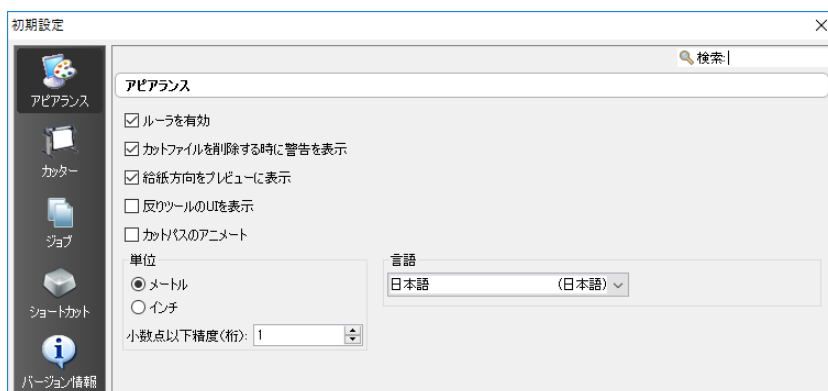 初期設定
検索:
アピアランス
アピアランス
ルーラを有効
カットファイルを削除する時に警告を表示
カッター
給紙方向をプレビューに表示
反りツールのUIを表示
ジョブ
カットパスのアニメート
単位
言語
メートル
日本語 (日本語)
インチ
ショートカット
小数点以下精度(桁): 1
バージョン情報